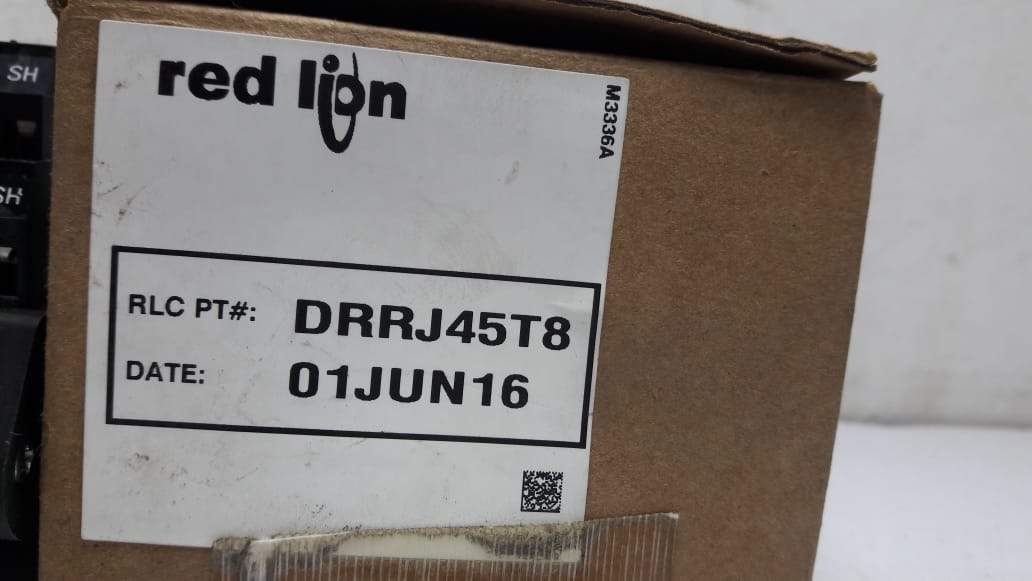 red lion
M3336A
RLC PT#: DRRJ45T8
DATE: 01JUN16
SH
SH